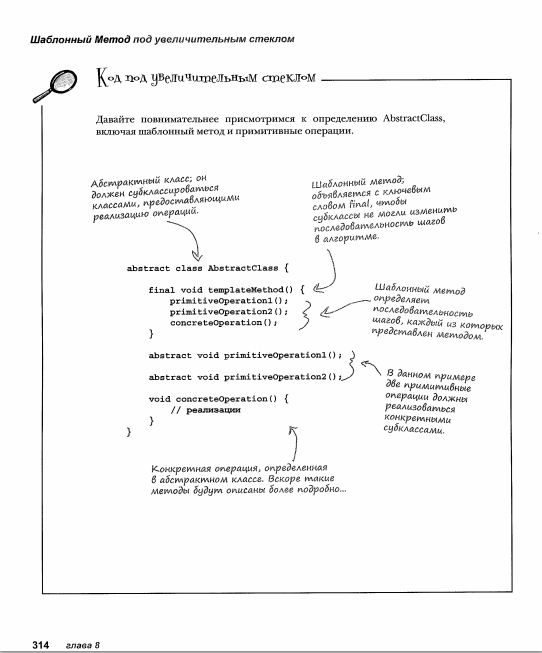 Шаблонный Метод под увеличительным стеклом
Код под увеличительным стеклом
Давайте повнимательнее присмотримся к определению AbstractClass,
включая шаблонный метод и примитивные операции.
Абстрактный класс; он
должен субклассироваться
классами, предоставляющими
реализацию операций.
Шаблонный метод;
объявляется с ключевым
словом final, чтобы
субклассы не могли изменить
последовательность шагов
в алгоритме.
abstract class AbstractClass {
final void templateMethod() {
primitiveOperation1();
primitiveOperation2();
concreteOperation();
}
Шаблонный метод
определяет
последовательность
шагов, каждый из которых
представлен методом.
abstract void primitiveOperation1();
abstract void primitiveOperation2();
В данном примере
две примитивные
операции должны
реализоваться
конкретными
субклассами.
void concreteOperation() {
// реализации
}
}
Конкретная операция, определенная
в абстрактном классе. Вскоре такие
методы будут описаны более подробно...
314 глава 8